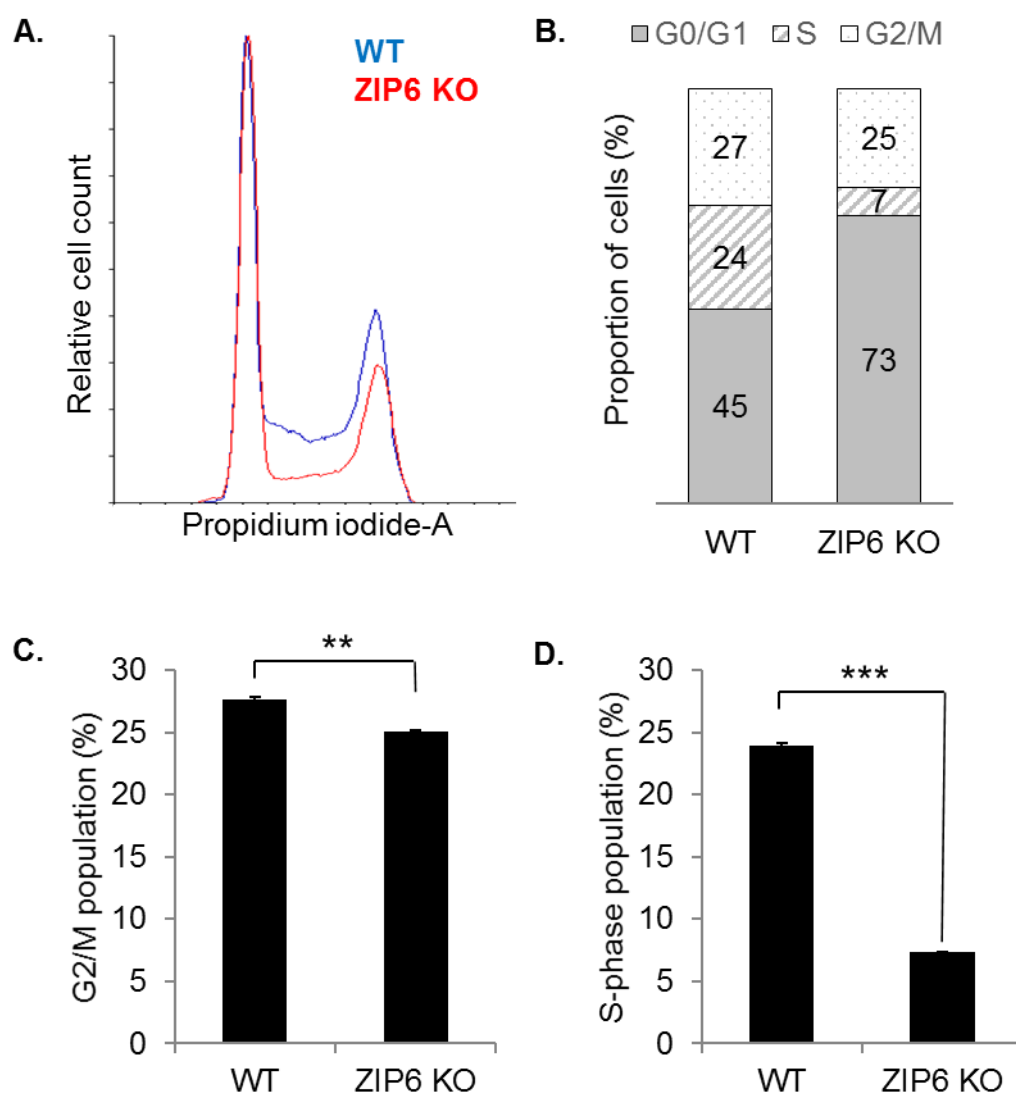 A.
WT
ZIP6 KO
Relative cell count
Propidium iodide-A
B.
G0/G1 S G2/M
Proportion of cells (%)
27
24
45
25
7
73
WT ZIP6 KO
C.
**
G2/M population (%)
30
25
20
15
10
5
0
WT ZIP6 KO
D.
***
S-phase population (%)
30
25
20
15
10
5
0
WT ZIP6 KO